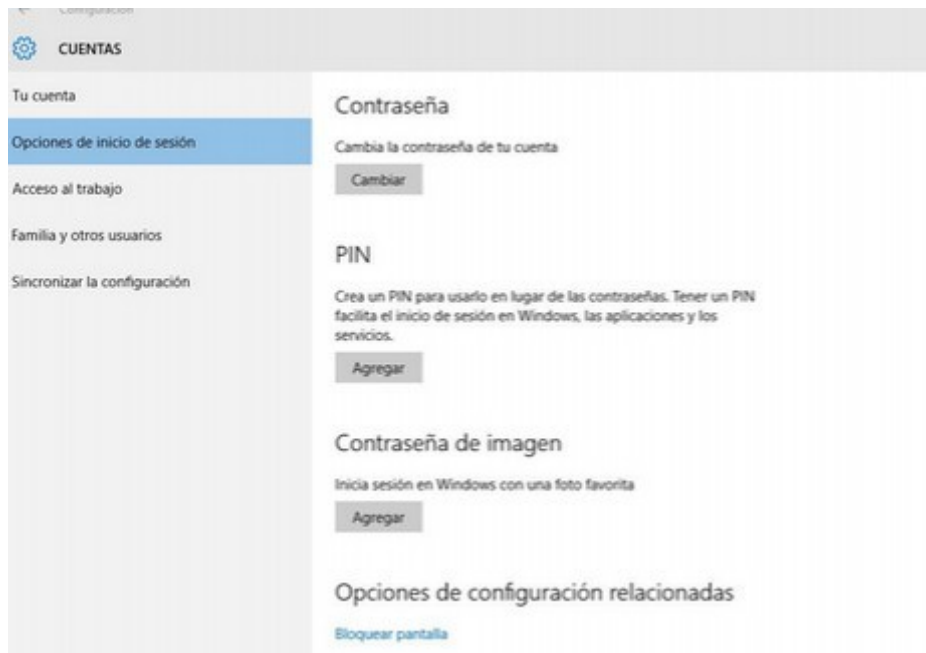 Configuración
CUENTAS
Tu cuenta
Opciones de inicio de sesión
Acceso al trabajo
Familia y otros usuarios
Sincronizar la configuración
Contraseña
Cambia la contraseña de tu cuenta
Cambiar
PIN
Crea un PIN para usarlo en lugar de las contraseñas. Tener un PIN
facilita el inicio de sesión en Windows, las aplicaciones y los
servicios.
Agregar
Contraseña de imagen
Inicia sesión en Windows con una foto favorita
Agregar
Opciones de configuración relacionadas
Bloquear pantalla